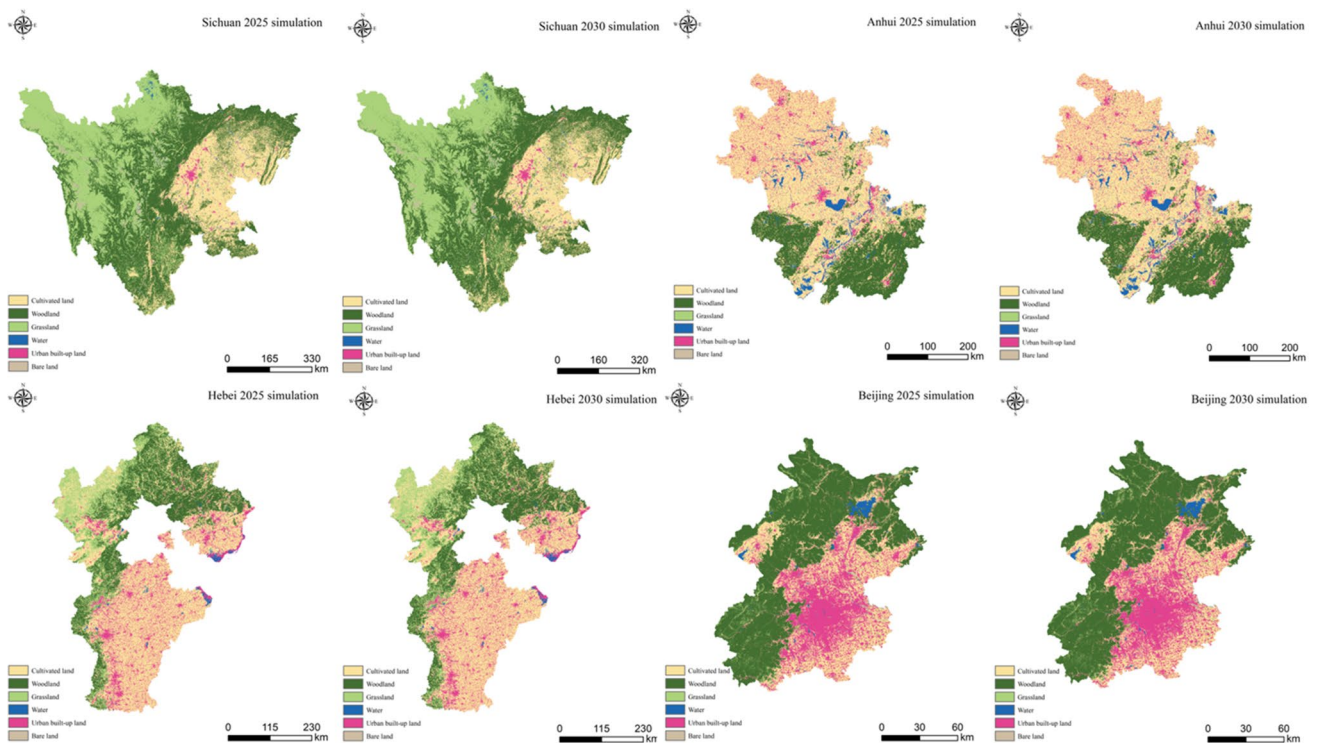 N
W E
S
Sichuan 2025 simulation
Cultivated land
Woodland
Grassland
Water
Urban built-up land
Bare land
0 165 330
km
N
W E
S
Sichuan 2030 simulation
Cultivated land
Woodland
Grassland
Water
Urban built-up land
Bare land
0 160 320
km
N
W E
S
Anhui 2025 simulation
Cultivated land
Woodland
Grassland
Water
Urban built-up land
Bare land
0 100 200
km
N
W E
S
Anhui 2030 simulation
Cultivated land
Woodland
Grassland
Water
Urban built-up land
Bare land
0 100 200
km
N
W E
S
Hebei 2025 simulation
Cultivated land
Woodland
Grassland
Water
Urban built-up land
Bare land
0 115 230
km
N
W E
S
Hebei 2030 simulation
Cultivated land
Woodland
Grassland
Water
Urban built-up land
Bare land
0 115 230
km
N
W E
S
Beijing 2025 simulation
Cultivated land
Woodland
Grassland
Water
Urban built-up land
Bare land
0 30 60
km
N
W E
S
Beijing 2030 simulation
Cultivated land
Woodland
Grassland
Water
Urban built-up land
Bare land
0 30 60
km